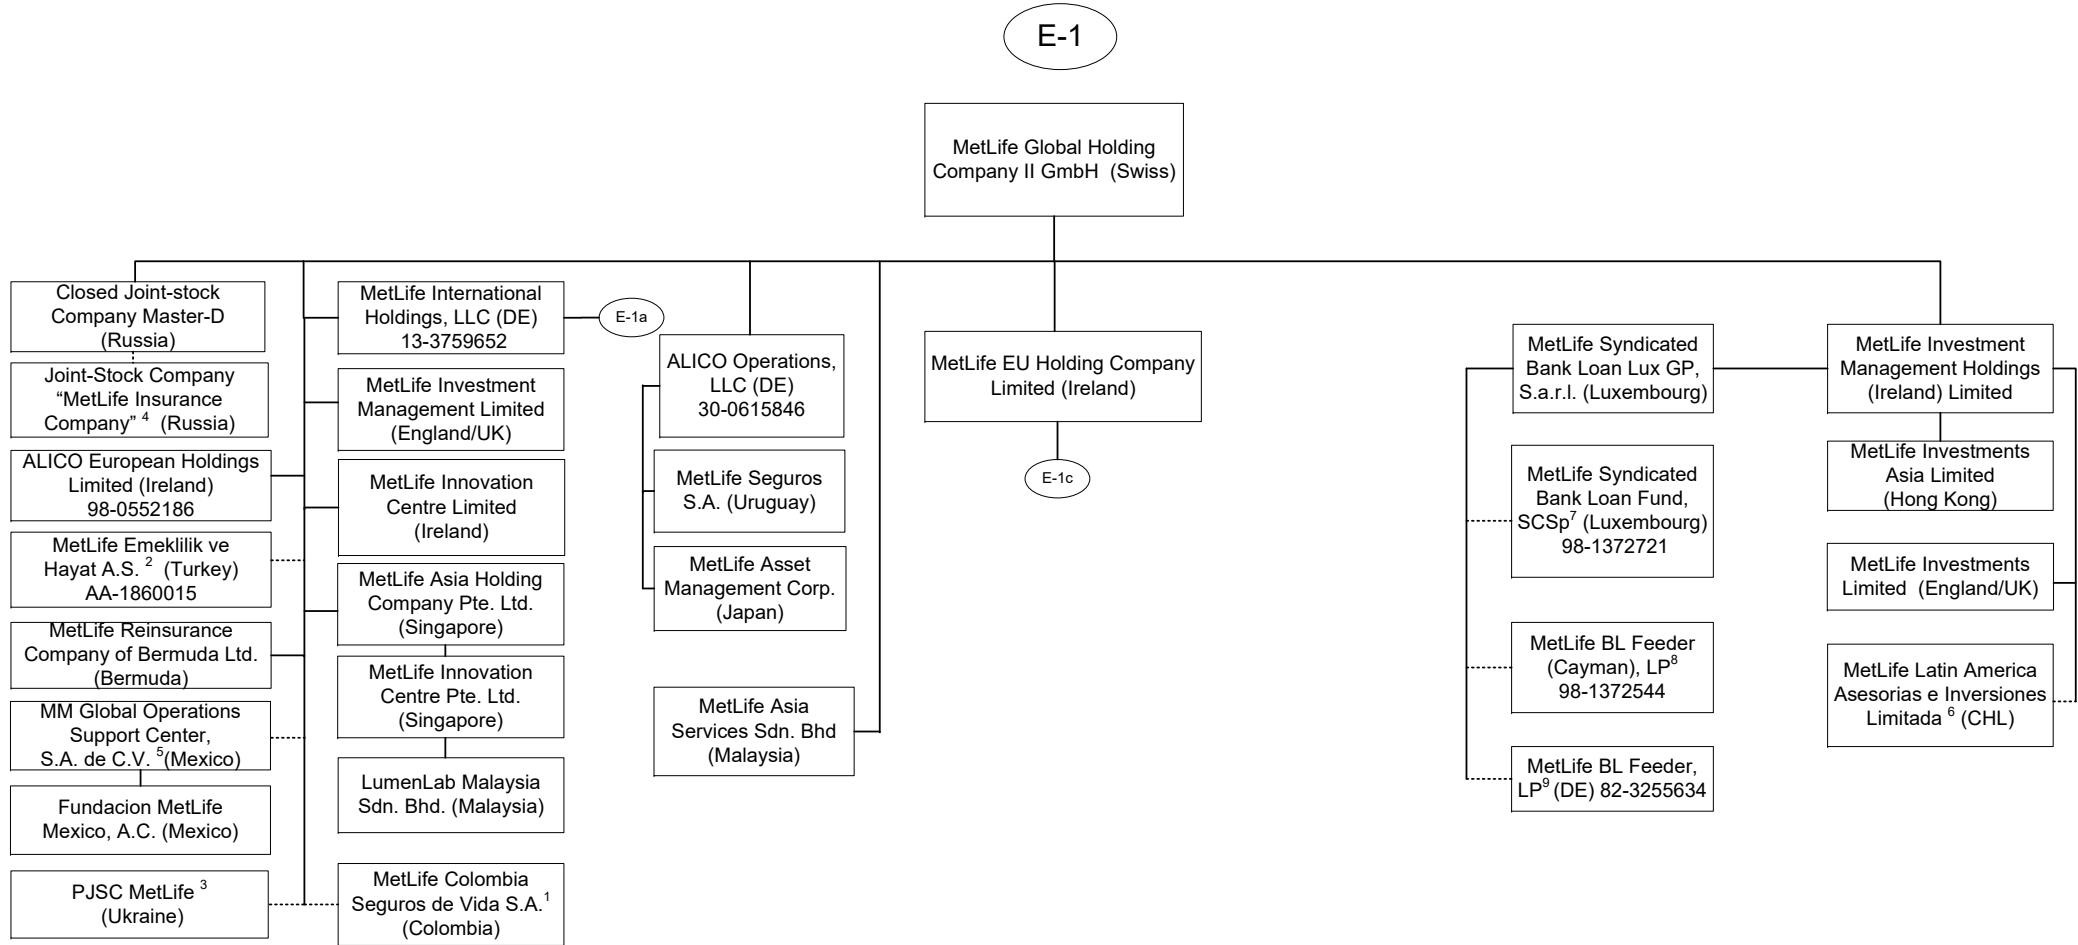 E-1
MetLife Global Holding
Company II GmbH (Swiss)
Closed Joint-stock
Company Master-D
(Russia)
Joint-Stock Company
“MetLife Insurance
Company” 4 (Russia)
ALICO European Holdings
Limited (Ireland)
98-0552186
MetLife Emeklilik ve
Hayat A.S. 2 (Turkey)
AA-1860015
MetLife Reinsurance
Company of Bermuda Ltd.
(Bermuda)
MM Global Operations
Support Center,
S.A. de C.V. 5(Mexico)
Fundacion MetLife
Mexico, A.C. (Mexico)
PJSC MetLife 3
(Ukraine)
MetLife International
Holdings, LLC (DE)
13-3759652
E-1a
MetLife Investment
Management Limited
(England/UK)
MetLife Innovation
Centre Limited
(Ireland)
MetLife Asia Holding
Company Pte. Ltd.
(Singapore)
MetLife Innovation
Centre Pte. Ltd.
(Singapore)
LumenLab Malaysia
Sdn. Bhd. (Malaysia)
MetLife Colombia
Seguros de Vida S.A.1
(Colombia)
ALICO Operations,
LLC (DE)
30-0615846
MetLife Seguros
S.A. (Uruguay)
MetLife Asset
Management Corp.
(Japan)
MetLife Asia
Services Sdn. Bhd
(Malaysia)
MetLife EU Holding Company
Limited (Ireland)
E-1c
MetLife Syndicated
Bank Loan Lux GP,
S.a.r.l. (Luxembourg)
MetLife Syndicated
Bank Loan Fund,
SCSp7 (Luxembourg)
98-1372721
MetLife BL Feeder
(Cayman), LP8
98-1372544
MetLife BL Feeder,
LP9 (DE) 82-3255634
MetLife Investment
Management Holdings
(Ireland) Limited
MetLife Investments
Asia Limited
(Hong Kong)
MetLife Investments
Limited (England/UK)
MetLife Latin America
Asesorias e Inversiones
Limitada 6 (CHL)